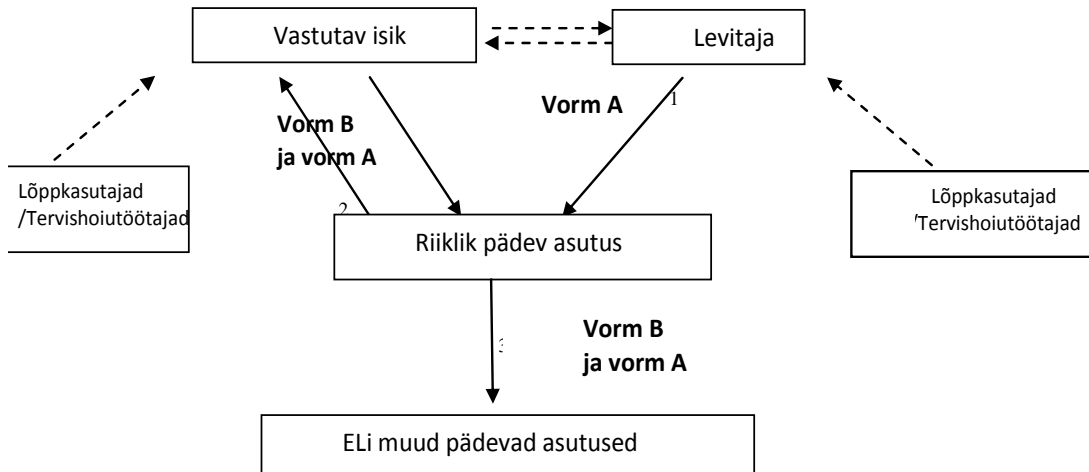 Vastutav isik
Levitaja
Vorm A
1
Vorm B
ja vorm A
Lõppkasutajad
/Tervishoiutöötajad
Lõppkasutajad
/Tervishoiutöötajad
2
Riiklik pädev asutus
3
Vorm B
ja vorm A
ELi muud pädevad asutused